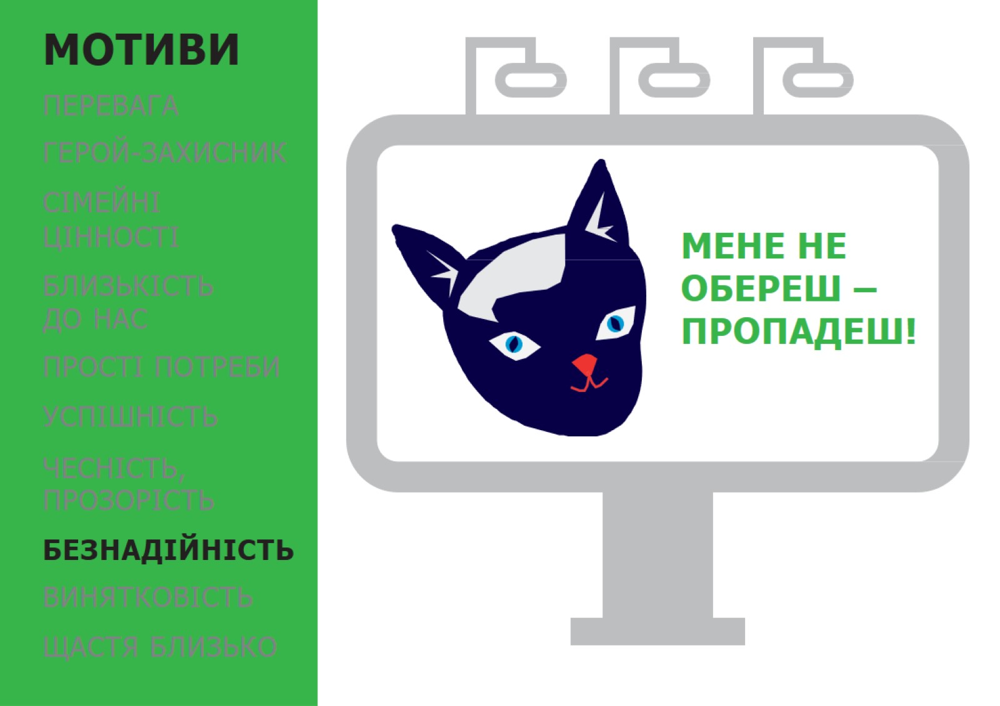 МОТИВИ
ПЕРЕВАГА
ГЕРОЙ-ЗАХИСНИК
СІМЕЙНІ
ЦІННОСТІ
БЛИЗЬКІСТЬ
ДО НАС
ПРОСТІ ПОТРЕБИ
УСПІШНІСТЬ
ЧЕСНІСТЬ,
ПРОЗОРІСТЬ
БЕЗНАДІЙНІСТЬ
ВИНЯТКОВІСТЬ
ЩАСТЯ БЛИЗЬКО
МЕНЕ НЕ
ОБЕРЕШ –
ПРОПАДЕШ!